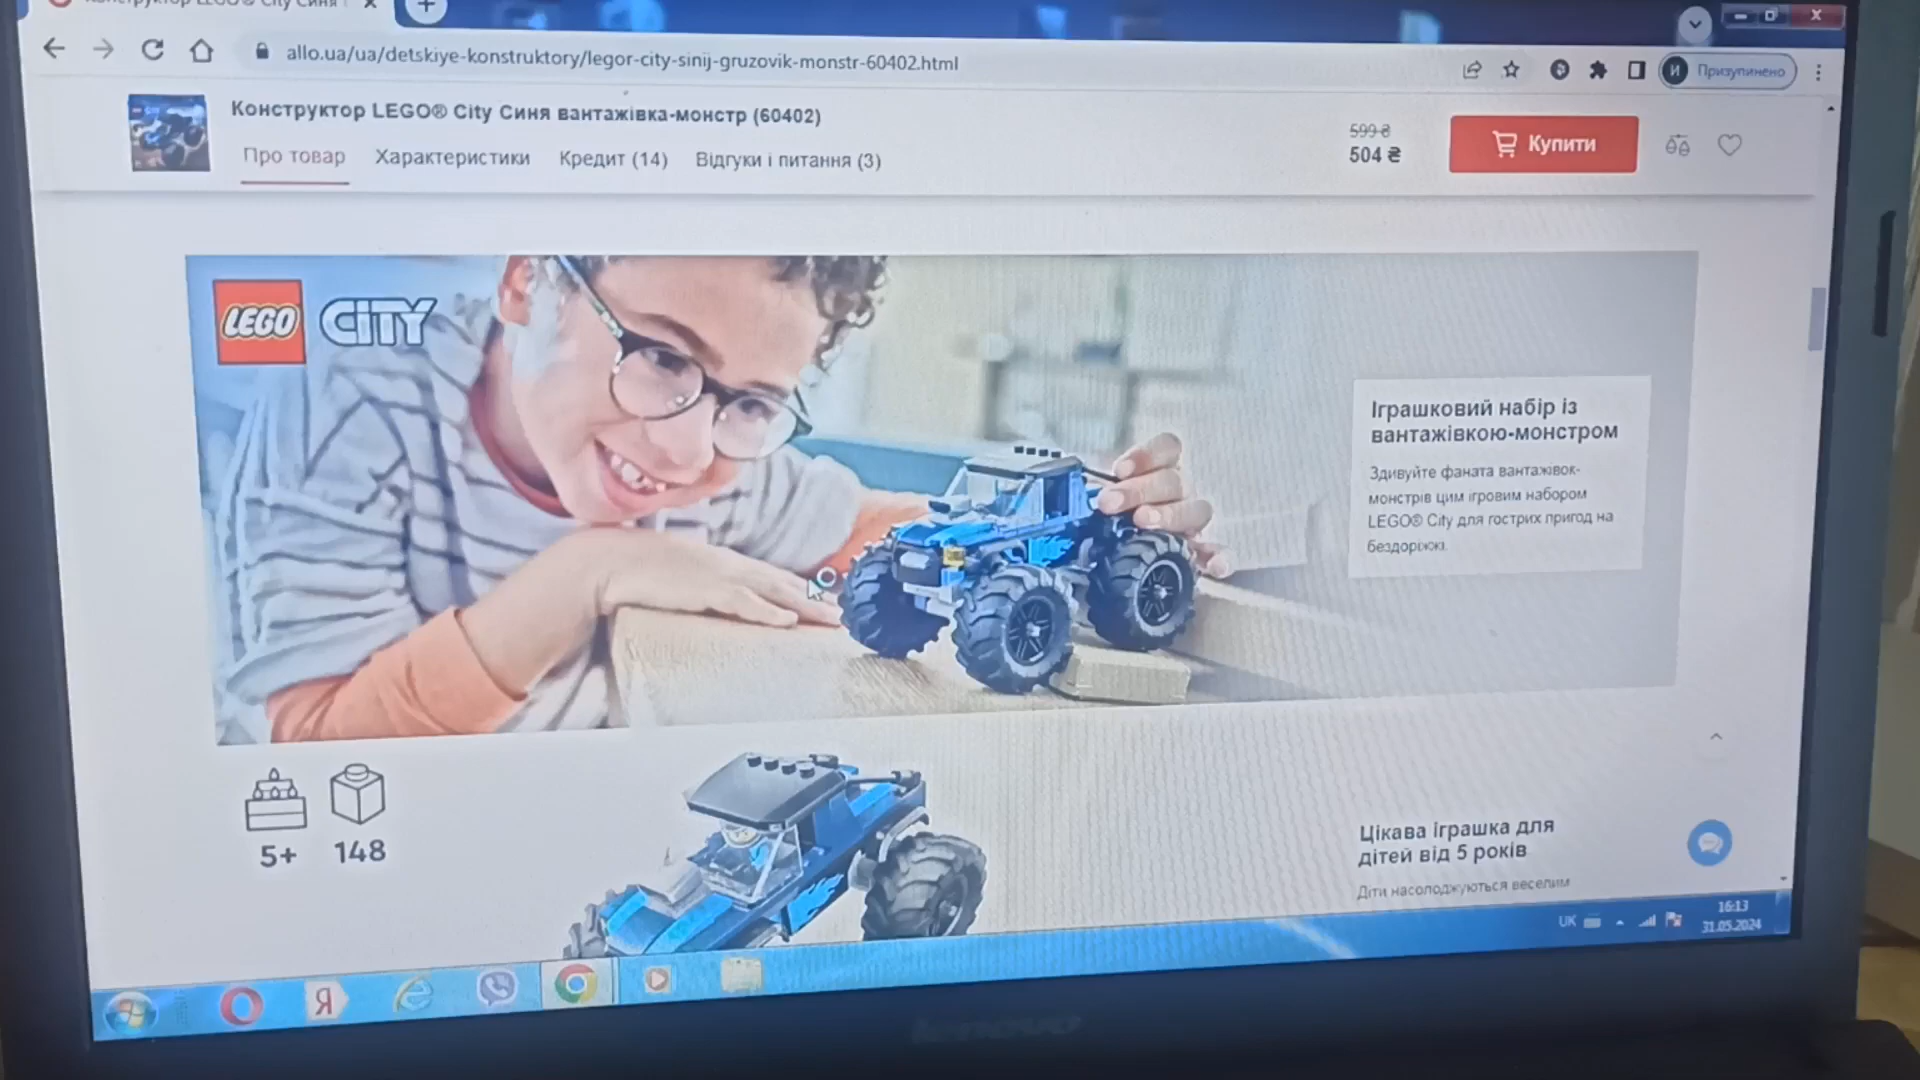 allo.ua/ua/detskiye-konstruktory/legor-city-sinij-gruzovik-monstr-60402.html
Призупинено
Конструктор LEGO® City Синя вантажівка-монстр (60402)
Про товар Характеристики Кредит (14) Відгуки і питання (3)
599 ₴
504 ₴
Купити
LEGO CITY
Іграшковий набір із
вантажівкою-монстром
Здивуйте фаната вантажівок-
монстрів цим ігровим набором
LEGO® City для гострих пригод на
бездоріжжі.
5+ 148
Цікава іграшка для
дітей від 5 років
Діти насолоджуються веселим
UK
16:13
31.05.2024
lenovo